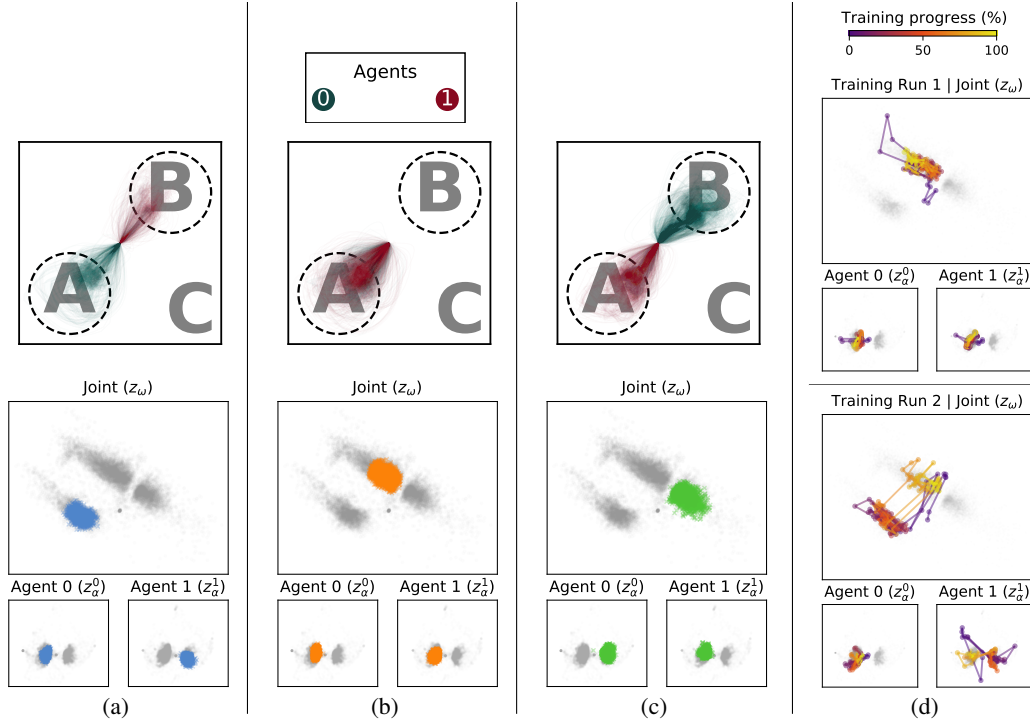 Agents
0 1
B
A
C
Joint (z_ω)
Agent 0 (z_α^0) Agent 1 (z_α^1)
(a)
B
A
C
Joint (z_ω)
Agent 0 (z_α^0) Agent 1 (z_α^1)
(b)
B
A
C
Joint (z_ω)
Agent 0 (z_α^0) Agent 1 (z_α^1)
(c)
Training progress (%)
0 50 100
Training Run 1 | Joint (z_ω)
Agent 0 (z_α^0) Agent 1 (z_α^1)
Training Run 2 | Joint (z_ω)
Agent 0 (z_α^0) Agent 1 (z_α^1)
(d)